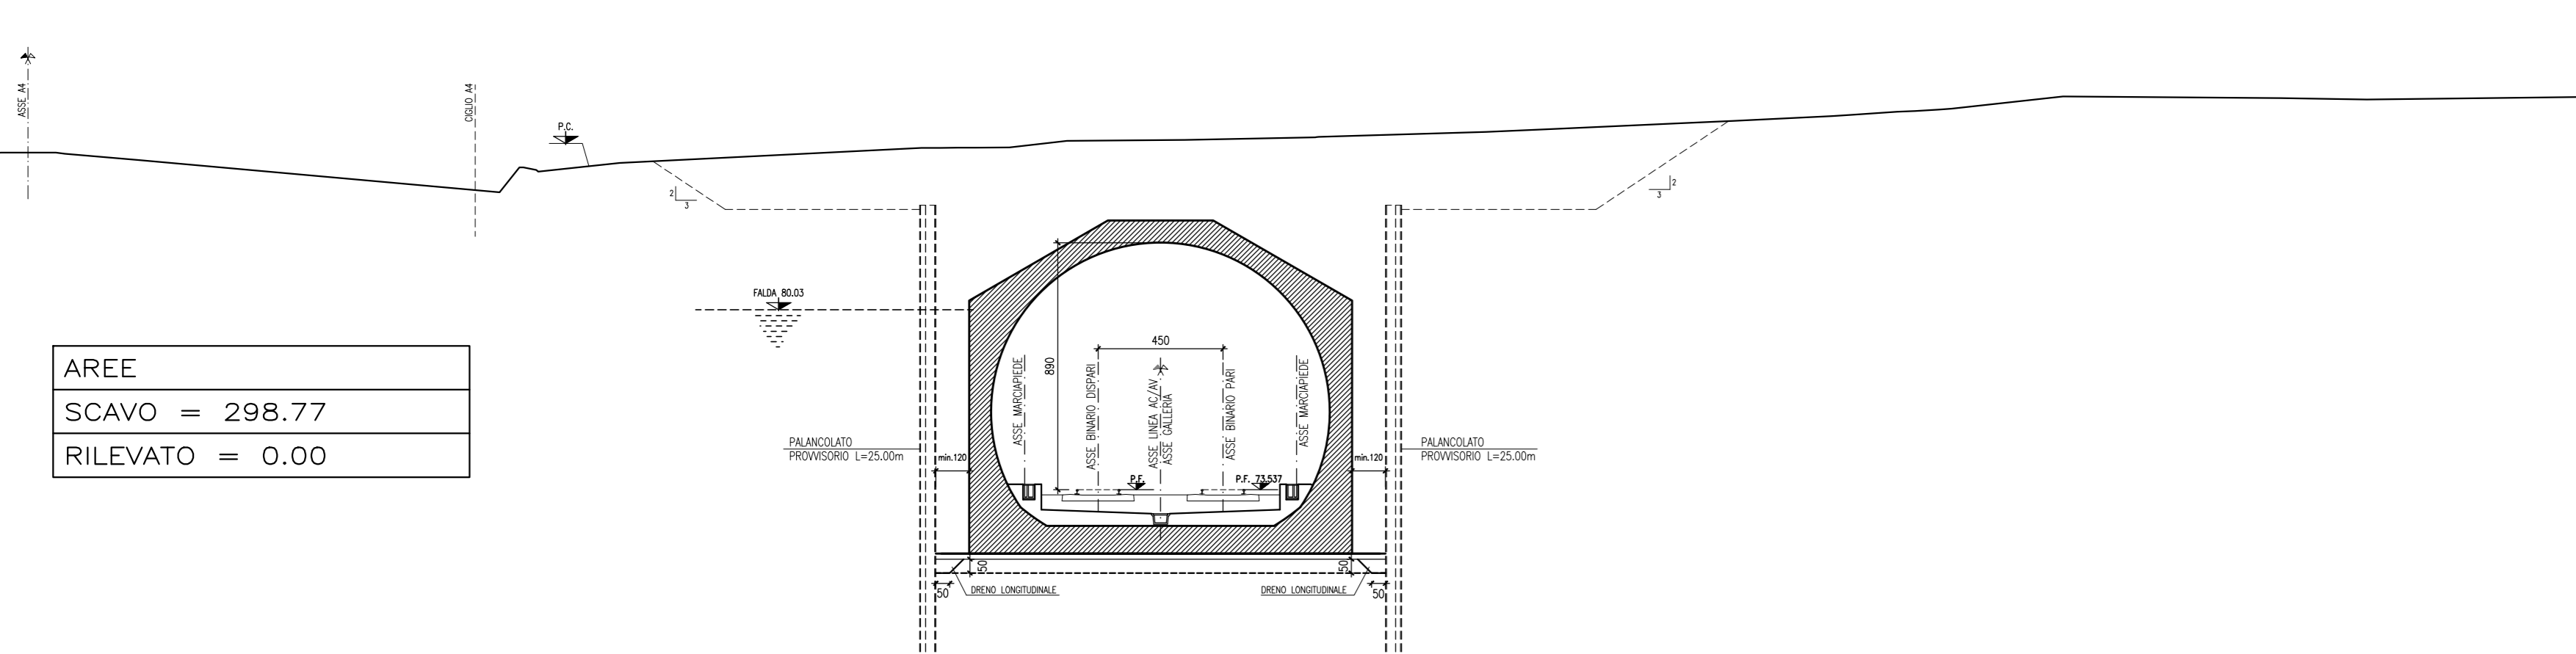 ASSE A4
CIGLIO A4
P.C.
2
3
2
3
FALDA 80.03
AREE
SCAVO = 298.77
RILEVATO = 0.00
890
450
ASSE MARCIAPIEDE
ASSE BINARIO DISPARI
ASSE LINEA AC/AV
ASSE GALLERIA
ASSE BINARIO PARI
ASSE MARCIAPIEDE
PALANCOLATO
PROVVISORIO L=25.00m
PALANCOLATO
PROVVISORIO L=25.00m
min.120
min.120
P.F.
P.F. 73.537
50
50
50
DRENO LONGITUDINALE
DRENO LONGITUDINALE
50